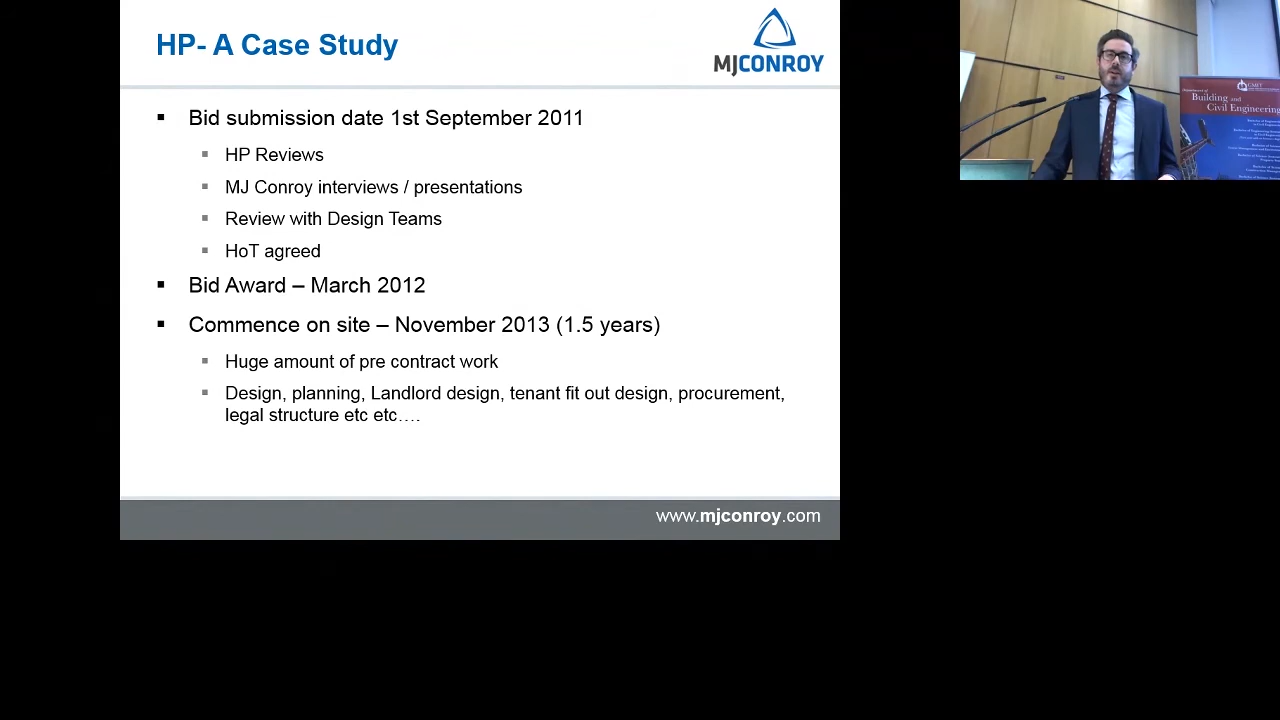 HP- A Case Study
MJCONROY
▪ Bid submission date 1st September 2011
▪ HP Reviews
▪ MJ Conroy interviews / presentations
▪ Review with Design Teams
▪ HoT agreed
▪ Bid Award – March 2012
▪ Commence on site – November 2013 (1.5 years)
▪ Huge amount of pre contract work
▪ Design, planning, Landlord design, tenant fit out design, procurement,
legal structure etc etc….
www.mjconroy.com
Department of
Building and
Civil Engineering